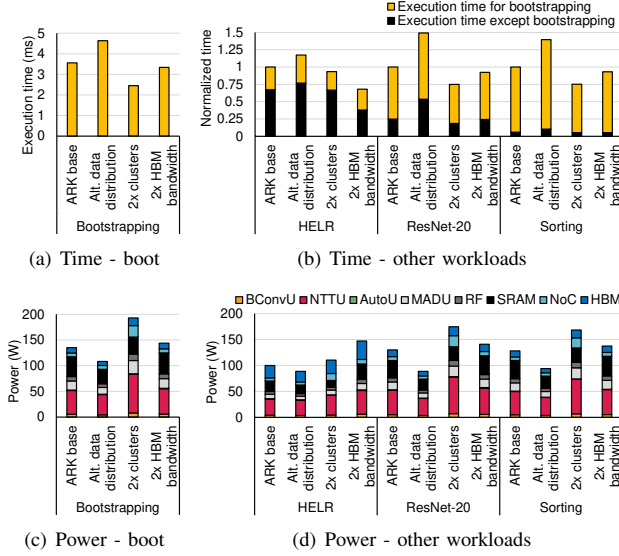 Execution time for bootstrapping
Execution time except bootstrapping
Execution time (ms)
6
5
4
3
2
1
0
ARK base
Alt. data distribution
2x clusters
2x HBM bandwidth
Bootstrapping
(a) Time - boot
Normalized time
1.5
1.25
1
0.75
0.5
0.25
0
ARK base
Alt. data distribution
2x clusters
2x HBM bandwidth
ARK base
Alt. data distribution
2x clusters
2x HBM bandwidth
ARK base
Alt. data distribution
2x clusters
2x HBM bandwidth
HELR
ResNet-20
Sorting
(b) Time - other workloads
BConvU NTTU AutoU MADU RF SRAM NoC HBM
Power (W)
200
150
100
50
0
ARK base
Alt. data distribution
2x clusters
2x HBM bandwidth
Bootstrapping
(c) Power - boot
Power (W)
200
150
100
50
0
ARK base
Alt. data distribution
2x clusters
2x HBM bandwidth
ARK base
Alt. data distribution
2x clusters
2x HBM bandwidth
ARK base
Alt. data distribution
2x clusters
2x HBM bandwidth
HELR
ResNet-20
Sorting
(d) Power - other workloads